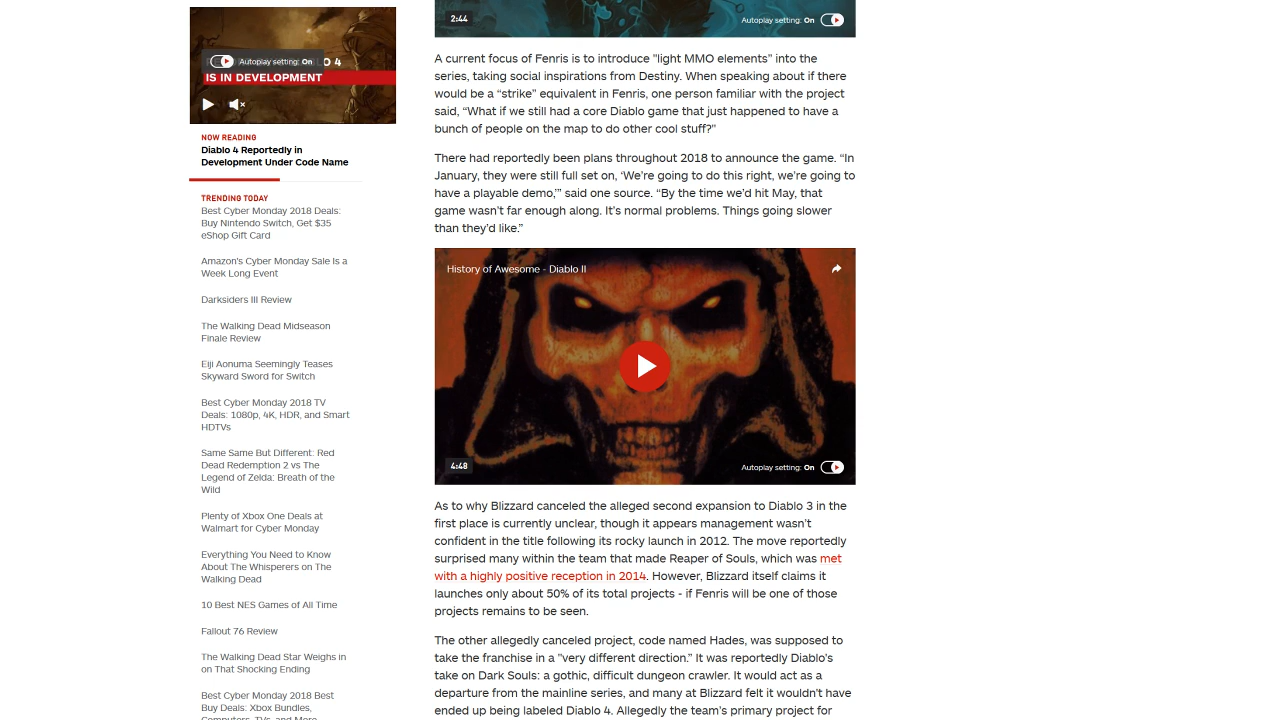 Autoplay setting: On
O 4
IS IN DEVELOPMENT
NOW READING
Diablo 4 Reportedly in
Development Under Code Name
TRENDING TODAY
Best Cyber Monday 2018 Deals:
Buy Nintendo Switch, Get $35
eShop Gift Card
Amazon's Cyber Monday Sale Is a
Week Long Event
Darksiders III Review
The Walking Dead Midseason
Finale Review
Eiji Aonuma Seemingly Teases
Skyward Sword for Switch
Best Cyber Monday 2018 TV
Deals: 1080p, 4K, HDR, and Smart
HDTVs
Same Same But Different: Red
Dead Redemption 2 vs The
Legend of Zelda: Breath of the
Wild
Plenty of Xbox One Deals at
Walmart for Cyber Monday
Everything You Need to Know
About The Whisperers on The
Walking Dead
10 Best NES Games of All Time
Fallout 76 Review
The Walking Dead Star Weighs in
on That Shocking Ending
Best Cyber Monday 2018 Best
Buy Deals: Xbox Bundles,
Computers, TVs, and More
2:44
Autoplay setting: On
A current focus of Fenris is to introduce "light MMO elements" into the
series, taking social inspirations from Destiny. When speaking about if there
would be a “strike” equivalent in Fenris, one person familiar with the project
said, “What if we still had a core Diablo game that just happened to have a
bunch of people on the map to do other cool stuff?”
There had reportedly been plans throughout 2018 to announce the game. “In
January, they were still full set on, ‘We’re going to do this right, we’re going to
have a playable demo,’” said one source. “By the time we’d hit May, that
game wasn’t far enough along. It’s normal problems. Things going slower
than they’d like.”
History of Awesome - Diablo II
4:48
Autoplay setting: On
As to why Blizzard canceled the alleged second expansion to Diablo 3 in the
first place is currently unclear, though it appears management wasn’t
confident in the title following its rocky launch in 2012. The move reportedly
surprised many within the team that made Reaper of Souls, which was met
with a highly positive reception in 2014. However, Blizzard itself claims it
launches only about 50% of its total projects - if Fenris will be one of those
projects remains to be seen.
The other allegedly canceled project, code named Hades, was supposed to
take the franchise in a "very different direction.” It was reportedly Diablo’s
take on Dark Souls: a gothic, difficult dungeon crawler. It would act as a
departure from the mainline series, and many at Blizzard felt it wouldn’t have
ended up being labeled Diablo 4. Allegedly the team’s primary project for